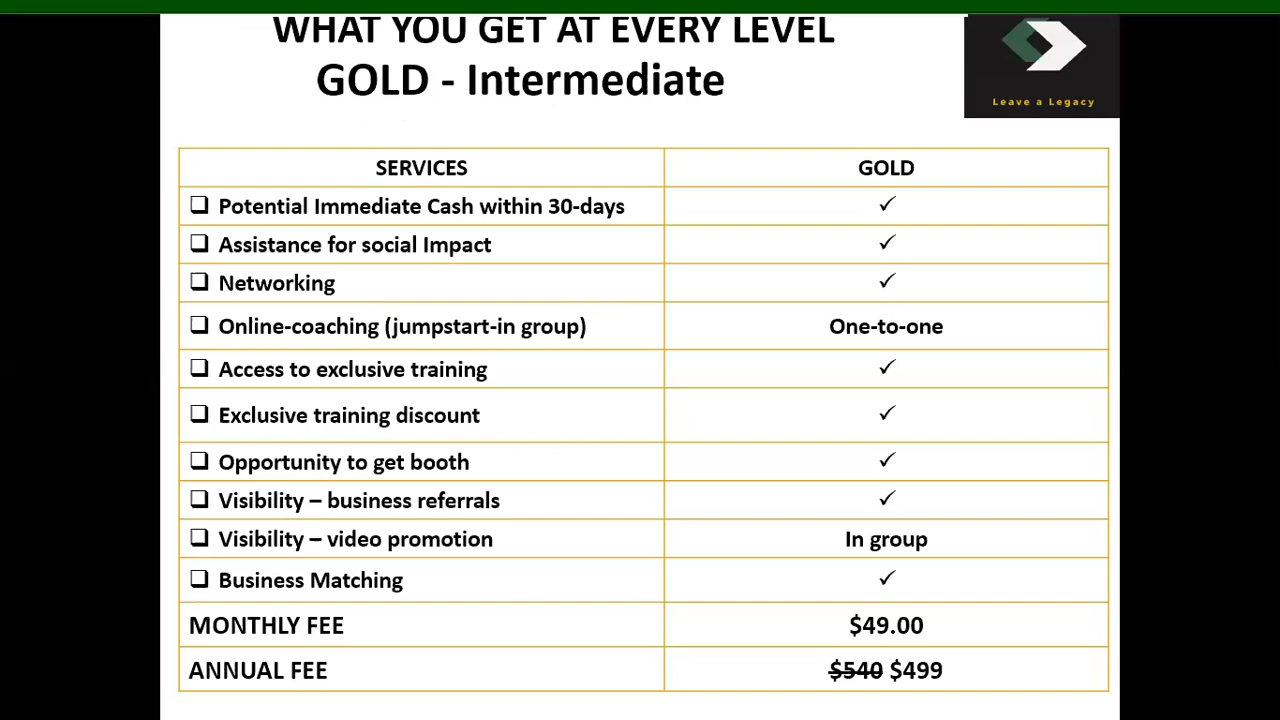 WHAT YOU GET AT EVERY LEVEL
GOLD - Intermediate
Leave a Legacy
SERVICES GOLD
❑ Potential Immediate Cash within 30-days ✓
❑ Assistance for social Impact ✓
❑ Networking ✓
❑ Online-coaching (jumpstart-in group) One-to-one
❑ Access to exclusive training ✓
❑ Exclusive training discount ✓
❑ Opportunity to get booth ✓
❑ Visibility – business referrals ✓
❑ Visibility – video promotion In group
❑ Business Matching ✓
MONTHLY FEE $49.00
ANNUAL FEE $540 $499